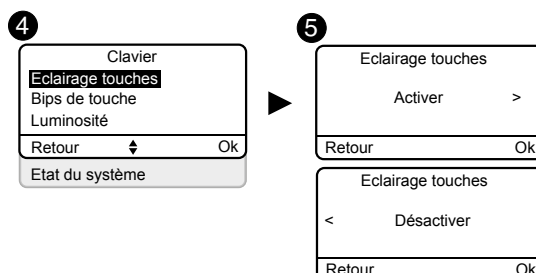 4
Clavier
Eclairage touches
Bips de touche
Luminosité
Retour Ok
Etat du système
5
Eclairage touches
Activer >
Retour Ok
Eclairage touches
< Désactiver
Retour Ok